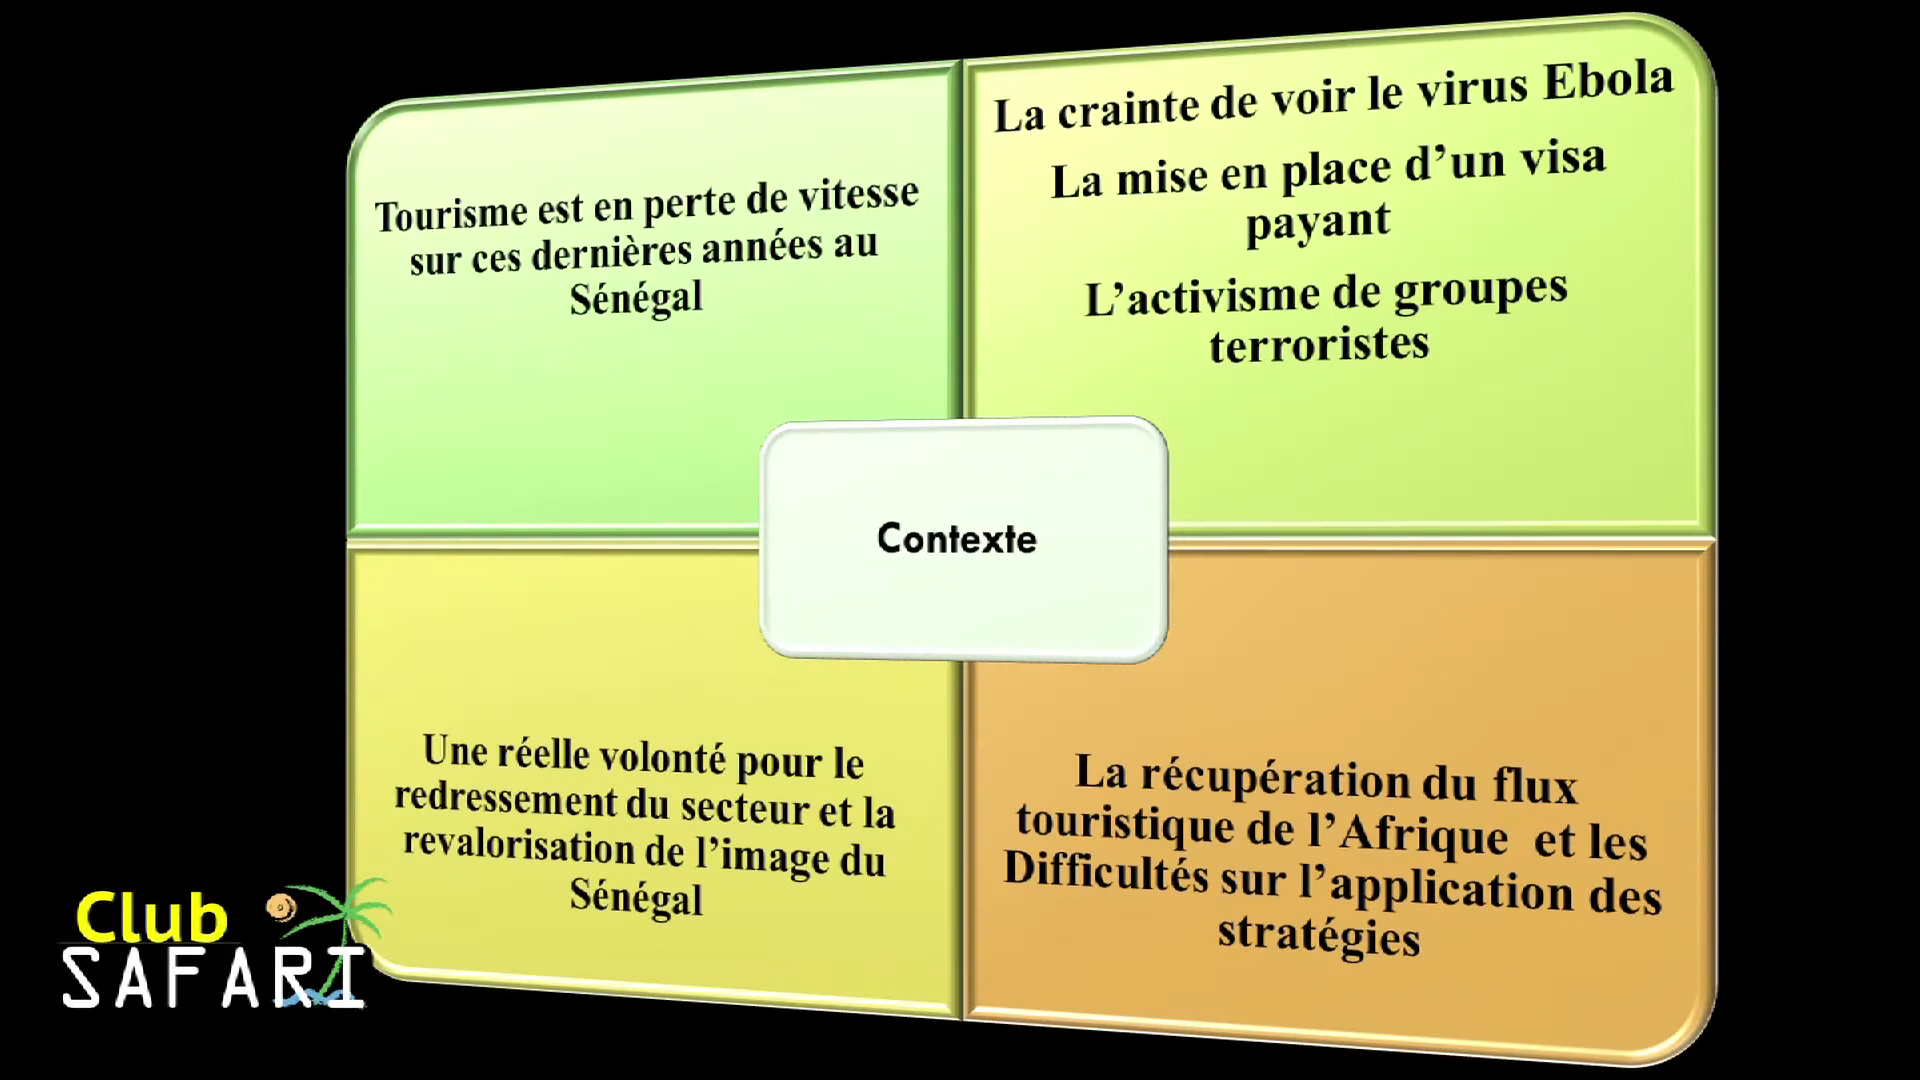 Tourisme est en perte de vitesse
sur ces dernières années au
Sénégal
La crainte de voir le virus Ebola
La mise en place d’un visa
payant
L’activisme de groupes
terroristes
Contexte
Une réelle volonté pour le
redressement du secteur et la
revalorisation de l’image du
Sénégal
La récupération du flux
touristique de l’Afrique et les
Difficultés sur l’application des
stratégies
Club
SAFARI